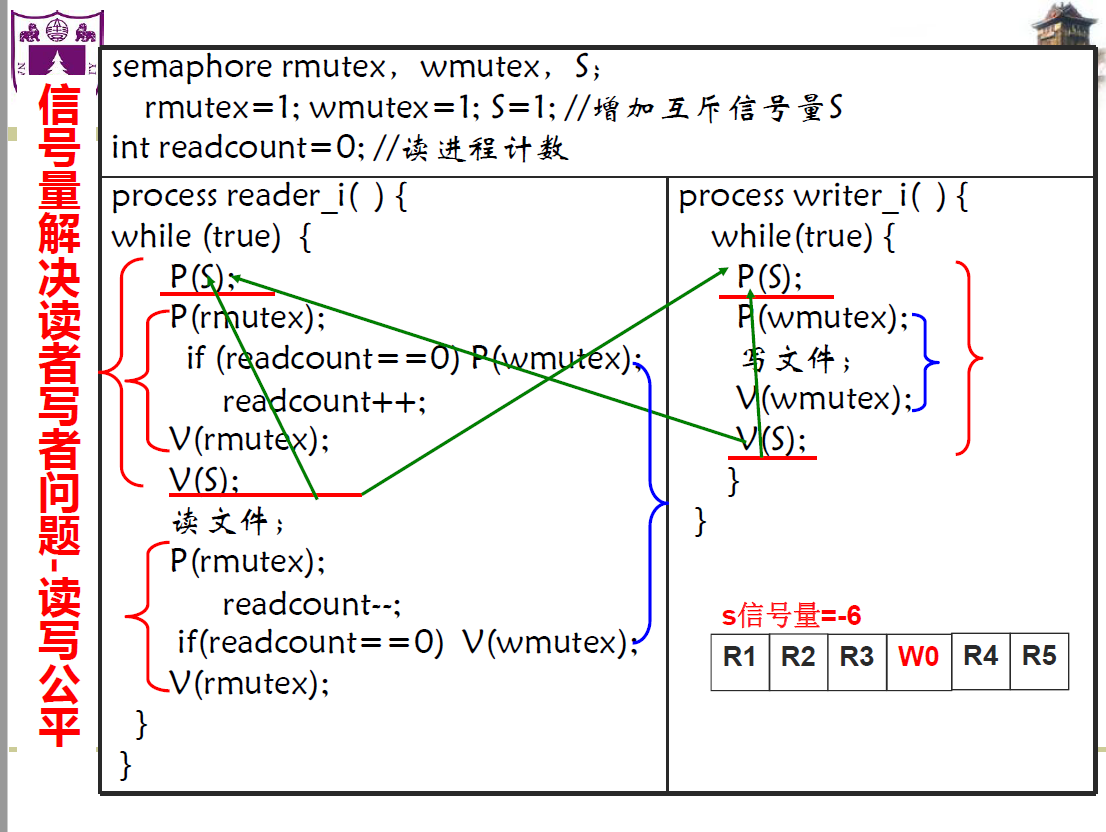 信号量解决读者写者问题-读写公平
semaphore rmutex，wmutex，S；
rmutex=1; wmutex=1; S=1; //增加互斥信号量S
int readcount=0; //读进程计数
process reader_i( ) {
while (true) {
P(S);
P(rmutex);
if (readcount==0) P(wmutex);
readcount++;
V(rmutex);
V(S);
读文件；
P(rmutex);
readcount--;
if(readcount==0) V(wmutex);
V(rmutex);
}
}
process writer_i( ) {
while(true) {
P(S);
P(wmutex);
写文件；
V(wmutex);
V(S);
}
}
s信号量=-6
R1 R2 R3 W0 R4 R5